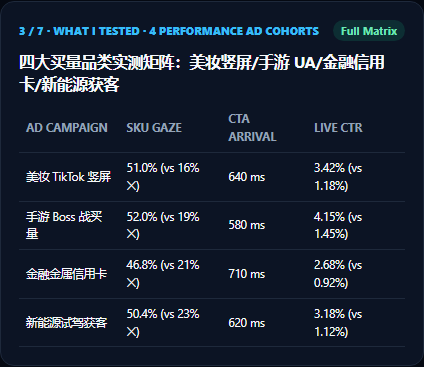 3 / 7 · WHAT I TESTED · 4 PERFORMANCE AD COHORTS
Full Matrix
四大买量品类实测矩阵：美妆竖屏/手游 UA/金融信用
卡/新能源获客
AD CAMPAIGN SKU GAZE CTA ARRIVAL LIVE CTR
美妆 TikTok 竖屏 51.0% (vs 16% ×) 640 ms 3.42% (vs 1.18%)
手游 Boss 战买量 52.0% (vs 19% ×) 580 ms 4.15% (vs 1.45%)
金融金属信用卡 46.8% (vs 21% ×) 710 ms 2.68% (vs 0.92%)
新能源试驾获客 50.4% (vs 23% ×) 620 ms 3.18% (vs 1.12%)